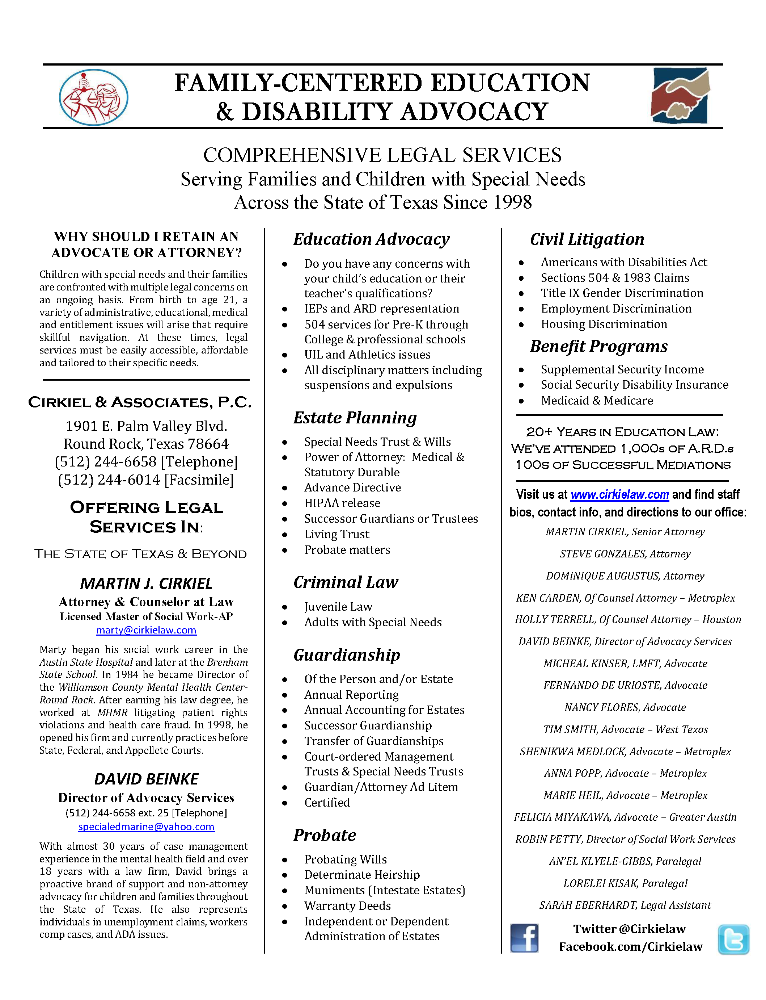 FAMILY-CENTERED EDUCATION
& DISABILITY ADVOCACY
COMPREHENSIVE LEGAL SERVICES
Serving Families and Children with Special Needs
Across the State of Texas Since 1998
WHY SHOULD I RETAIN AN
ADVOCATE OR ATTORNEY?
Children with special needs and their families
are confronted with multiple legal concerns on
an ongoing basis. From birth to age 21, a
variety of administrative, educational, medical
and entitlement issues will arise that require
skillful navigation. At these times, legal
services must be easily accessible, affordable
and tailored to their specific needs.
CIRKIEL & ASSOCIATES, P.C.
1901 E. Palm Valley Blvd.
Round Rock, Texas 78664
(512) 244-6658 [Telephone]
(512) 244-6014 [Facsimile]
OFFERING LEGAL
SERVICES IN:
THE STATE OF TEXAS & BEYOND
MARTIN J. CIRKIEL
Attorney & Counselor at Law
Licensed Master of Social Work-AP
marty@cirkielaw.com
Marty began his social work career in the
Austin State Hospital and later at the Brenham
State School. In 1984 he became Director of
the Williamson County Mental Health Center-
Round Rock. After earning his law degree, he
worked at MHMR litigating patient rights
violations and health care fraud. In 1998, he
opened his firm and currently practices before
State, Federal, and Appellete Courts.
DAVID BEINKE
Director of Advocacy Services
(512) 244-6658 ext. 25 [Telephone]
specialedmarine@yahoo.com
With almost 30 years of case management
experience in the mental health field and over
18 years with a law firm, David brings a
proactive brand of support and non-attorney
advocacy for children and families throughout
the State of Texas. He also represents
individuals in unemployment claims, workers
comp cases, and ADA issues.
Education Advocacy
• Do you have any concerns with
your child's education or their
teacher's qualifications?
• IEPs and ARD representation
• 504 services for Pre-K through
College & professional schools
• UIL and Athletics issues
• All disciplinary matters including
suspensions and expulsions
Estate Planning
• Special Needs Trust & Wills
• Power of Attorney: Medical &
Statutory Durable
• Advance Directive
• HIPAA release
• Successor Guardians or Trustees
• Living Trust
• Probate matters
Criminal Law
• Juvenile Law
• Adults with Special Needs
Guardianship
• Of the Person and/or Estate
• Annual Reporting
• Annual Accounting for Estates
• Successor Guardianship
• Transfer of Guardianships
• Court-ordered Management
Trusts & Special Needs Trusts
• Guardian/Attorney Ad Litem
• Certified
Probate
• Probating Wills
• Determinate Heirship
• Muniments (Intestate Estates)
• Warranty Deeds
• Independent or Dependent
Administration of Estates
Civil Litigation
• Americans with Disabilities Act
• Sections 504 & 1983 Claims
• Title IX Gender Discrimination
• Employment Discrimination
• Housing Discrimination
Benefit Programs
• Supplemental Security Income
• Social Security Disability Insurance
• Medicaid & Medicare
20+ YEARS IN EDUCATION LAW:
WE'VE ATTENDED 1,000s OF A.R.D.s
100s OF SUCCESSFUL MEDIATIONS
Visit us at www.cirkielaw.com and find staff
bios, contact info, and directions to our office:
MARTIN CIRKIEL, Senior Attorney
STEVE GONZALES, Attorney
DOMINIQUE AUGUSTUS, Attorney
KEN CARDEN, Of Counsel Attorney – Metroplex
HOLLY TERRELL, Of Counsel Attorney – Houston
DAVID BEINKE, Director of Advocacy Services
MICHEAL KINSER, LMFT, Advocate
FERNANDO DE URIOSTE, Advocate
NANCY FLORES, Advocate
TIM SMITH, Advocate – West Texas
SHENIKWA MEDLOCK, Advocate – Metroplex
ANNA POPP, Advocate – Metroplex
MARIE HEIL, Advocate – Metroplex
FELICIA MIYAKAWA, Advocate – Greater Austin
ROBIN PETTY, Director of Social Work Services
AN'EL KLYELE-GIBBS, Paralegal
LORELEI KISAK, Paralegal
SARAH EBERHARDT, Legal Assistant
Twitter @Cirkielaw
Facebook.com/Cirkielaw